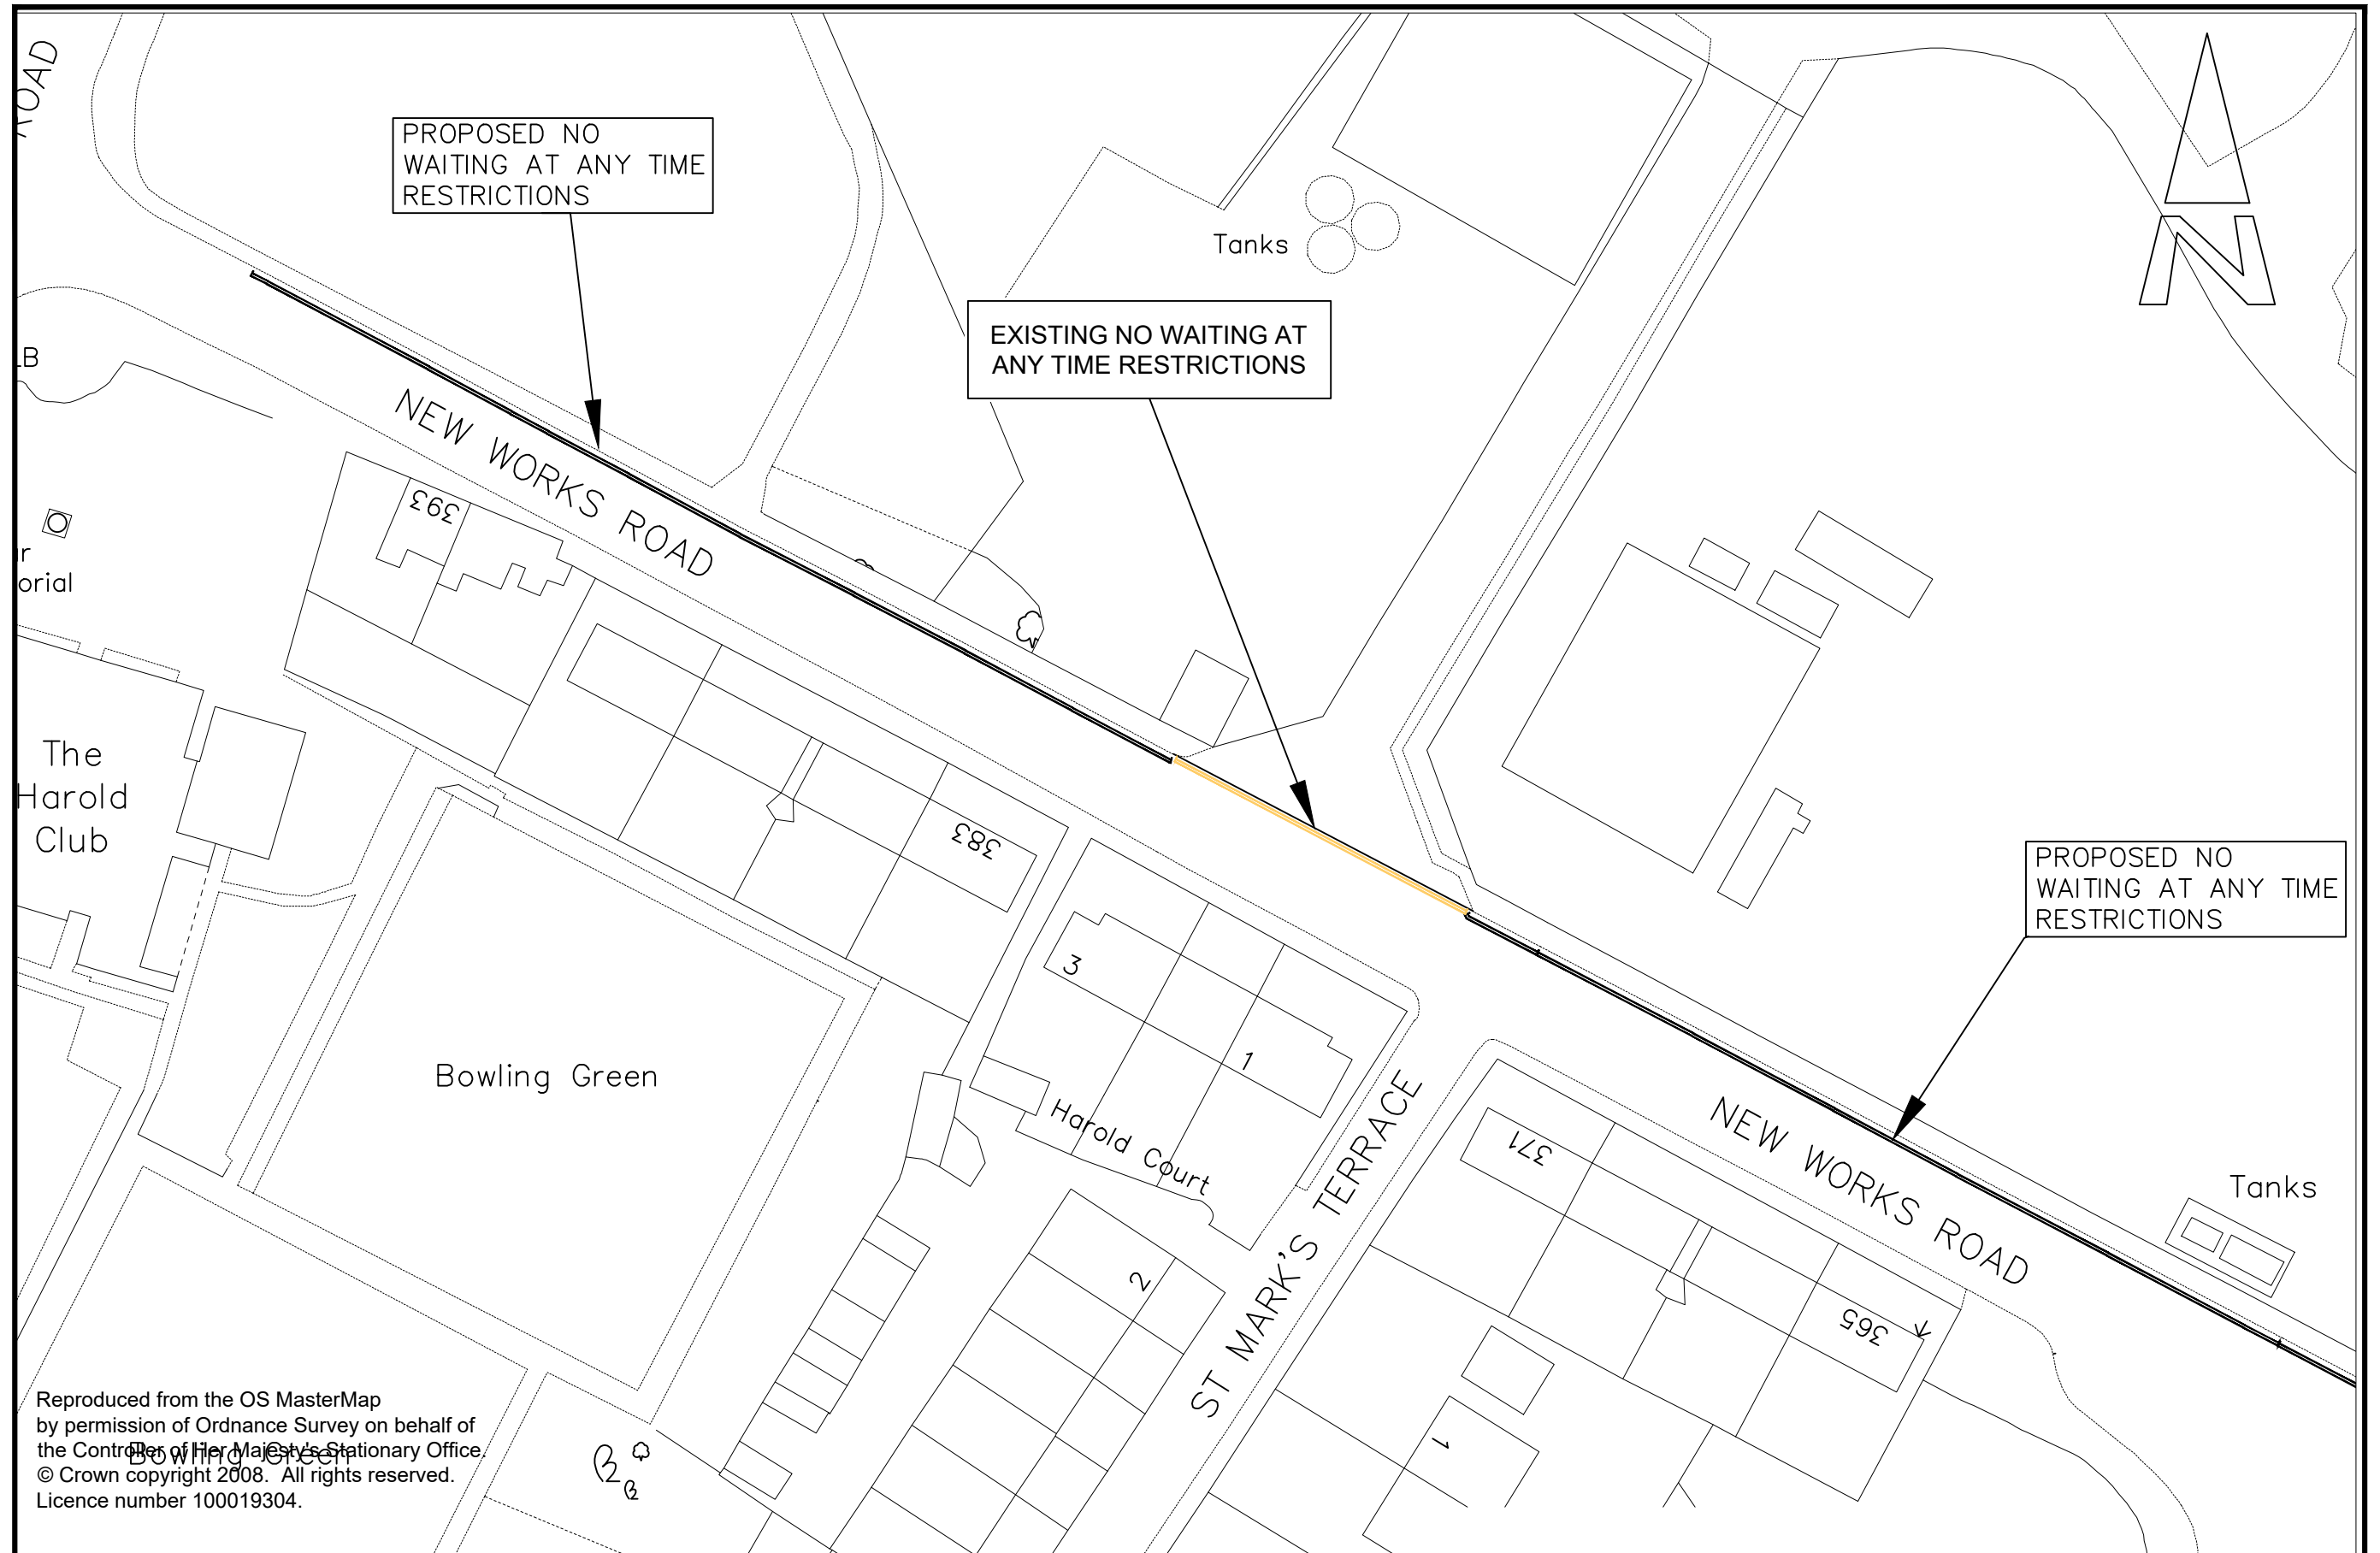 ROAD
PROPOSED NO
WAITING AT ANY TIME
RESTRICTIONS
Tanks
EXISTING NO WAITING AT
ANY TIME RESTRICTIONS
N
LB
NEW WORKS ROAD
393
orial
The
Harold
Club
383
PROPOSED NO
WAITING AT ANY TIME
RESTRICTIONS
3
1
Bowling Green
Harold Court
ST MARK'S TERRACE
371
NEW WORKS ROAD
Tanks
2
365
1
Reproduced from the OS MasterMap
by permission of Ordnance Survey on behalf of
the Controller of Her Majesty's Stationary Office.
Bowling Green
© Crown copyright 2008. All rights reserved.
Licence number 100019304.